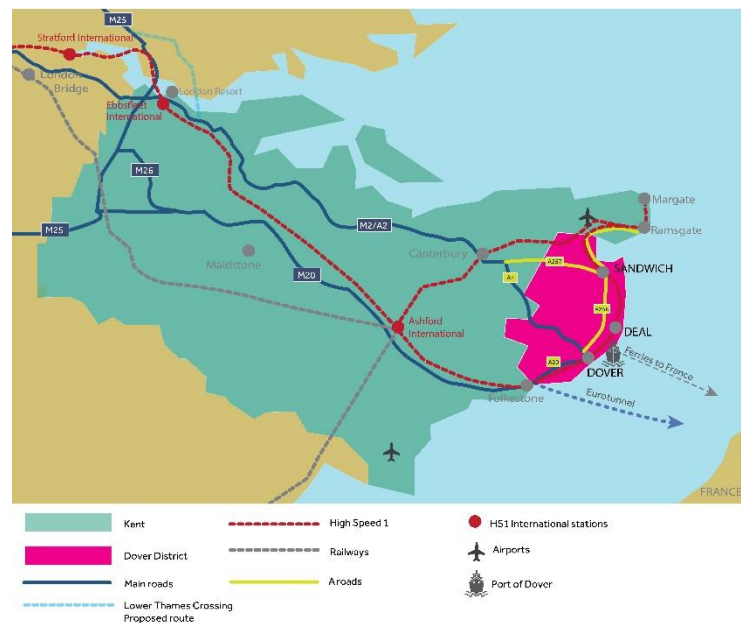 M25
Stratford International
London
Bridge
London Resort
Ebbsfleet
International
M26
M25
M2/A2
Margate
Ramsgate
Canterbury
Maidstone
M20
A257
SANDWICH
A2
A256
Ashford
International
DEAL
A20
DOVER
Ferries to France
Folkestone
Eurotunnel
FRANCE
Kent
High Speed 1
HS1 International stations
Dover District
Railways
Airports
Main roads
A roads
Port of Dover
Lower Thames Crossing
Proposed route